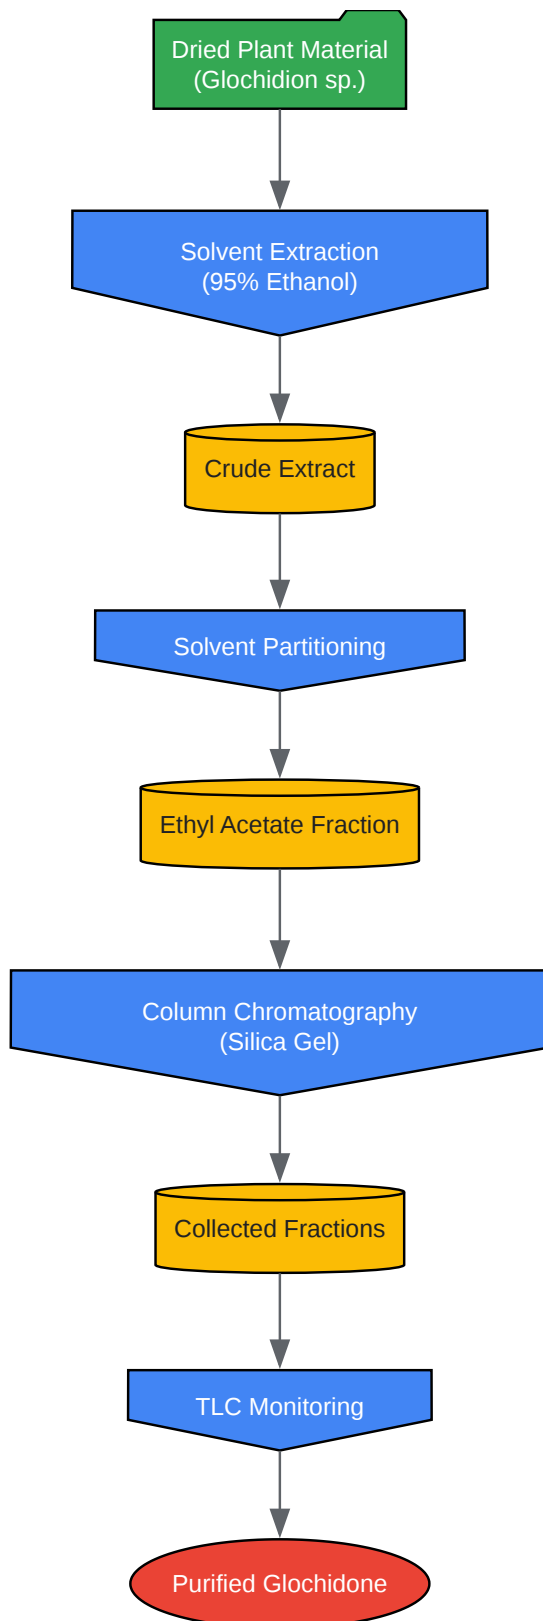 Dried Plant Material
(Glochidion sp.)
Solvent Extraction
(95% Ethanol)
Crude Extract
Solvent Partitioning
Ethyl Acetate Fraction
Column Chromatography
(Silica Gel)
Collected Fractions
TLC Monitoring
Purified Glochidone